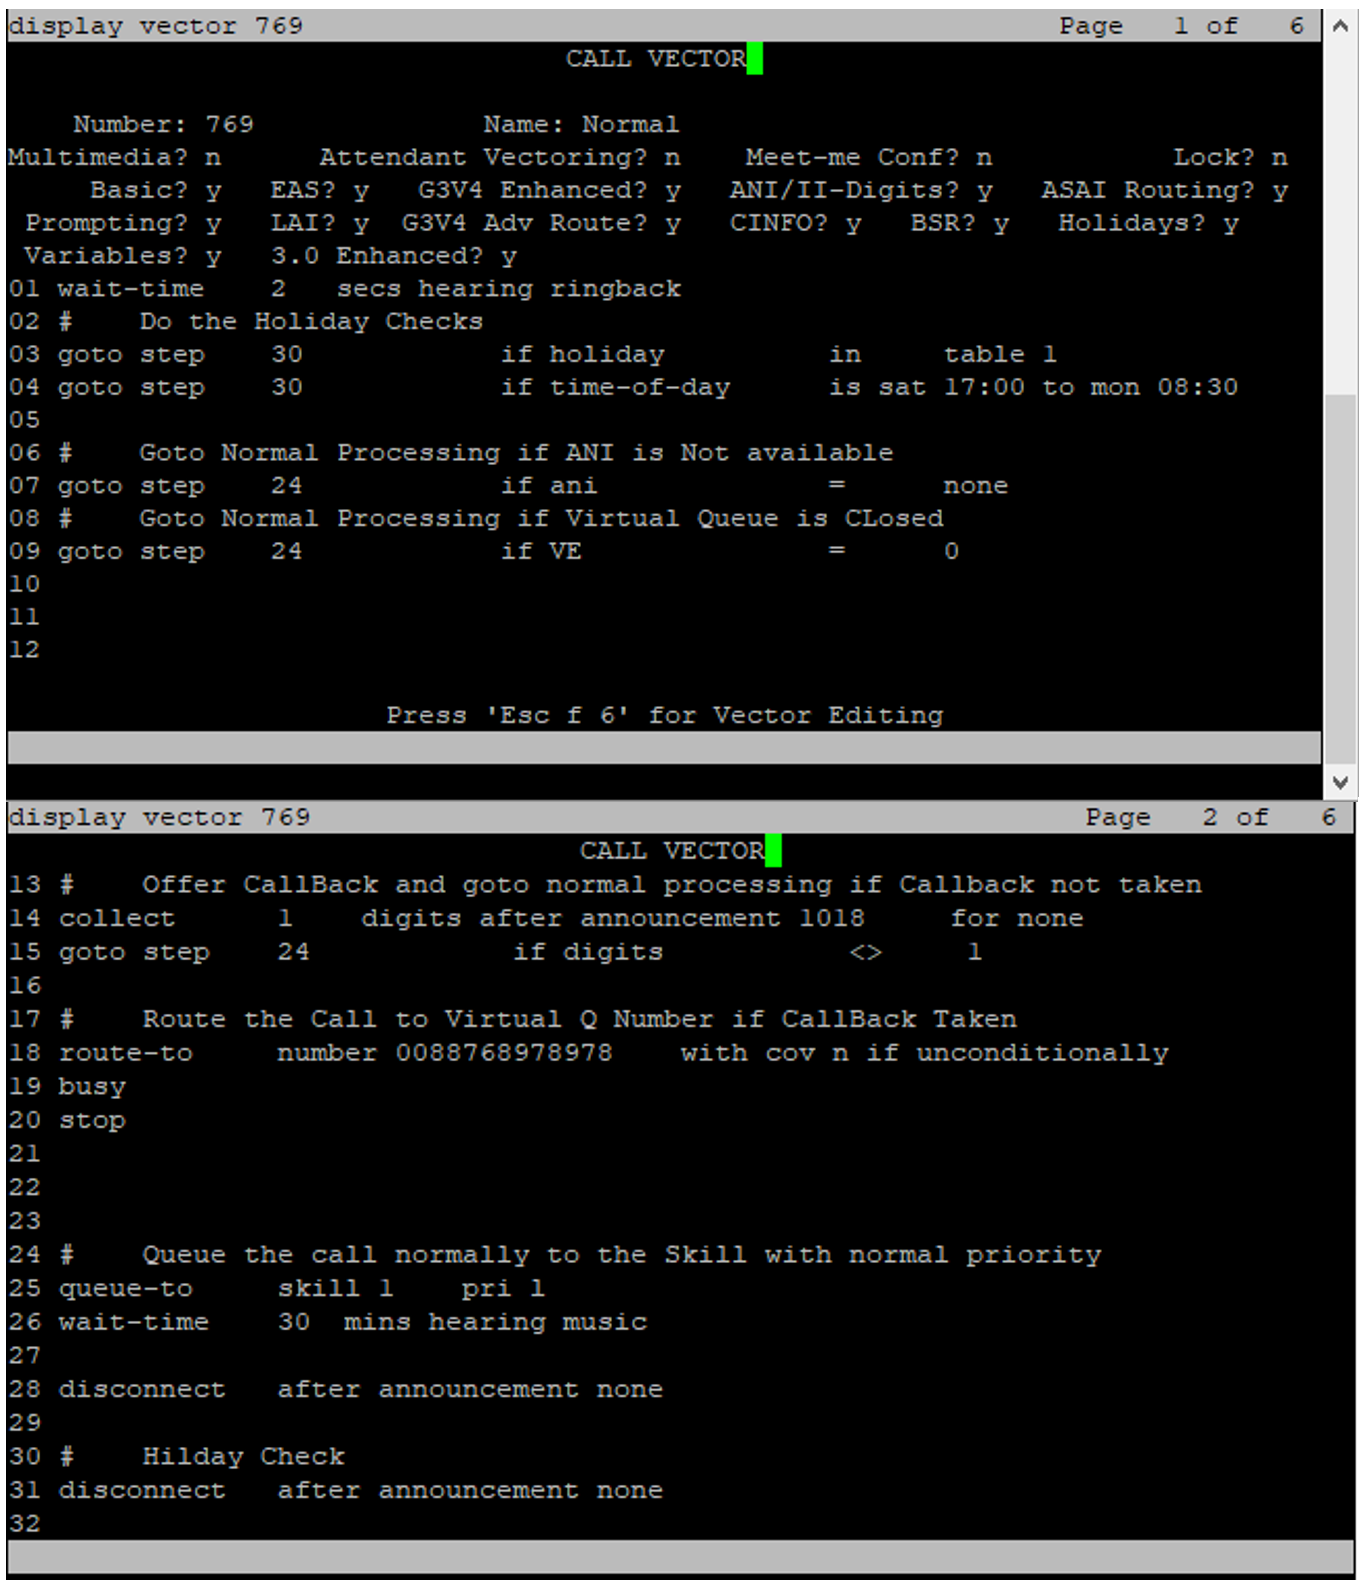 display vector 769 Page 1 of 6
CALL VECTOR
Number: 769 Name: Normal
Multimedia? n Attendant Vectoring? n Meet-me Conf? n Lock? n
Basic? y EAS? y G3V4 Enhanced? y ANI/II-Digits? y ASAI Routing? y
Prompting? y LAI? y G3V4 Adv Route? y CINFO? y BSR? y Holidays? y
Variables? y 3.0 Enhanced? y
01 wait-time 2 secs hearing ringback
02 # Do the Holiday Checks
03 goto step 30 if holiday in table 1
04 goto step 30 if time-of-day is sat 17:00 to mon 08:30
05
06 # Goto Normal Processing if ANI is Not available
07 goto step 24 if ani = none
08 # Goto Normal Processing if Virtual Queue is CLosed
09 goto step 24 if VE = 0
10
11
12
Press 'Esc f 6' for Vector Editing
display vector 769 Page 2 of 6
CALL VECTOR
13 # Offer CallBack and goto normal processing if Callback not taken
14 collect 1 digits after announcement 1018 for none
15 goto step 24 if digits <> 1
16
17 # Route the Call to Virtual Q Number if CallBack Taken
18 route-to number 0088768978978 with cov n if unconditionally
19 busy
20 stop
21
22
23
24 # Queue the call normally to the Skill with normal priority
25 queue-to skill 1 pri l
26 wait-time 30 mins hearing music
27
28 disconnect after announcement none
29
30 # Hilday Check
31 disconnect after announcement none
32